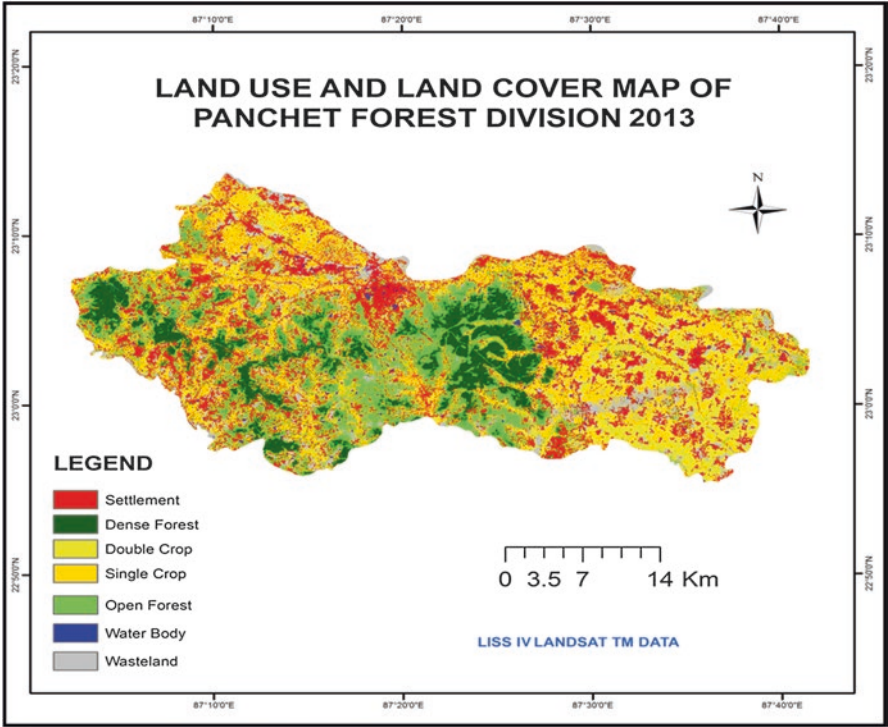 87°10'0"E 87°20'0"E 87°30'0"E 87°40'0"E
23°20'0"N 23°20'0"N
LAND USE AND LAND COVER MAP OF
PANCHET FOREST DIVISION 2013
N
23°10'0"N 23°10'0"N
23°0'0"N 23°0'0"N
LEGEND
Settlement
Dense Forest
Double Crop
Single Crop
Open Forest
Water Body
Wasteland
0 3.5 7 14 Km
22°50'0"N 22°50'0"N
LISS IV LANDSAT TM DATA
87°10'0"E 87°20'0"E 87°30'0"E 87°40'0"E